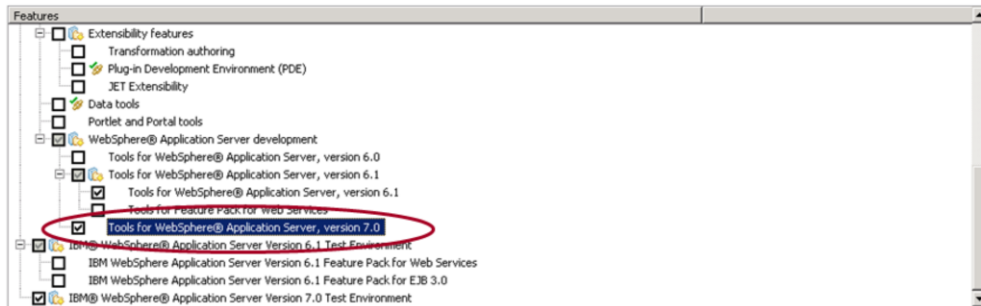 Features
Extensibility features
Transformation authoring
Plug-in Development Environment (PDE)
JET Extensibility
Data tools
Portlet and Portal tools
WebSphere® Application Server development
Tools for WebSphere® Application Server, version 6.0
Tools for WebSphere® Application Server, version 6.1
Tools for WebSphere® Application Server, version 6.1
Tools for Feature Pack for Web Services
Tools for WebSphere® Application Server, version 7.0
IBM® WebSphere® Application Server Version 6.1 Test Environment
IBM WebSphere Application Server Version 6.1 Feature Pack for Web Services
IBM WebSphere Application Server Version 6.1 Feature Pack for EJB 3.0
IBM® WebSphere® Application Server Version 7.0 Test Environment